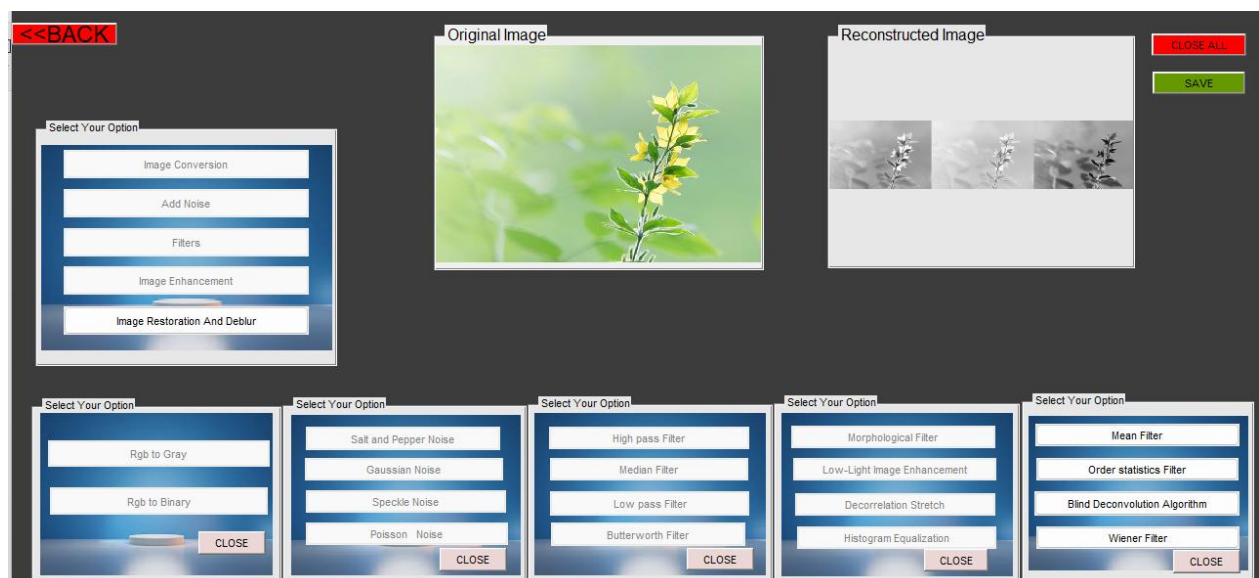 <<BACK
Original Image
Reconstructed Image
CLOSE ALL
SAVE
Select Your Option
Image Conversion
Add Noise
Filters
Image Enhancement
Image Restoration And Deblur
Select Your Option
Rgb to Gray
Rgb to Binary
CLOSE
Select Your Option
Salt and Pepper Noise
Gaussian Noise
Speckle Noise
Poisson Noise
CLOSE
Select Your Option
High pass Filter
Median Filter
Low pass Filter
Butterworth Filter
CLOSE
Select Your Option
Morphological Filter
Low-Light Image Enhancement
Decorrelation Stretch
Histogram Equalization
CLOSE
Select Your Option
Mean Filter
Order statistics Filter
Blind Deconvolution Algorithm
Wiener Filter
CLOSE